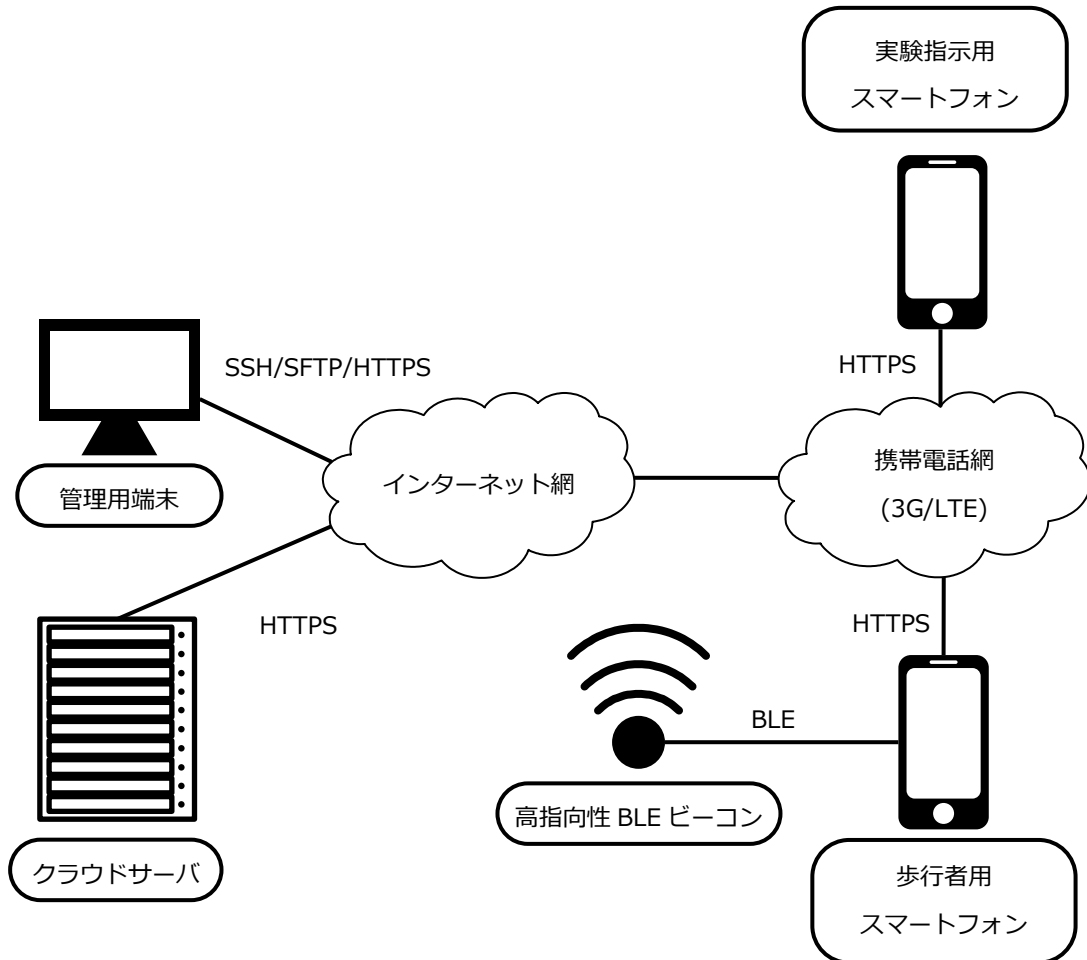 実験指示用
スマートフォン
HTTPS
SSH/SFTP/HTTPS
管理用端末
インターネット網
携帯電話網
(3G/LTE)
HTTPS
HTTPS
BLE
高指向性 BLE ビーコン
クラウドサーバ
歩行者用
スマートフォン